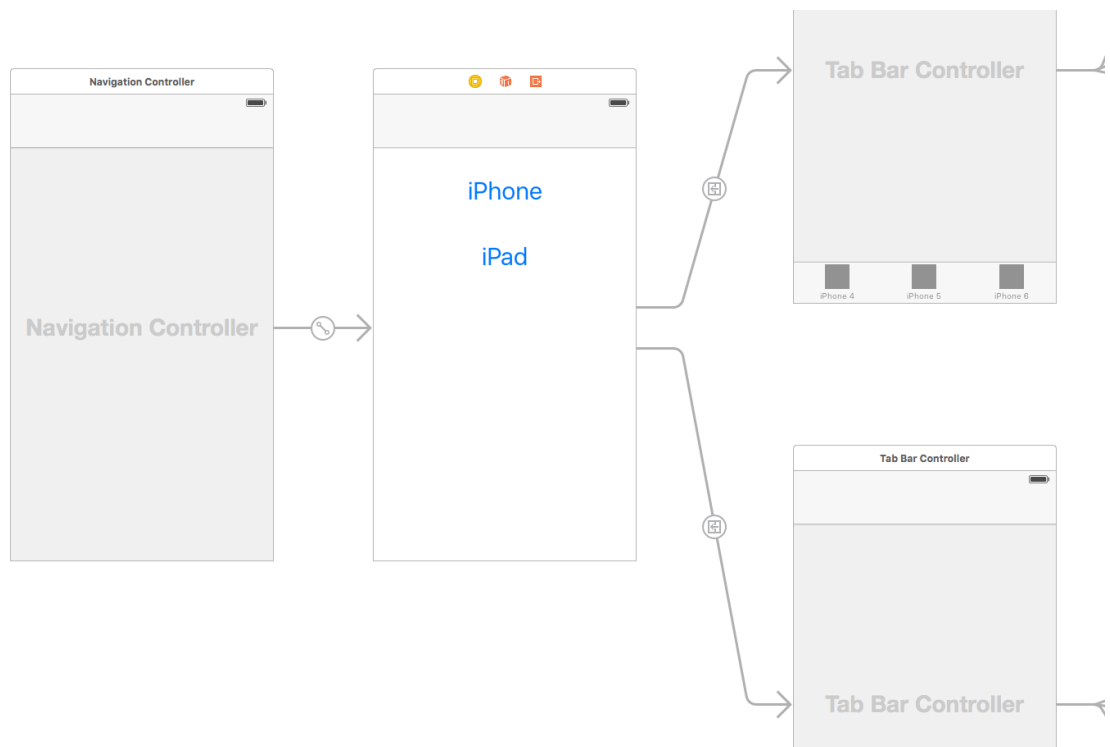 Navigation Controller
Navigation Controller
iPhone
iPad
Tab Bar Controller
iPhone 4 iPhone 5 iPhone 6
Tab Bar Controller
Tab Bar Controller